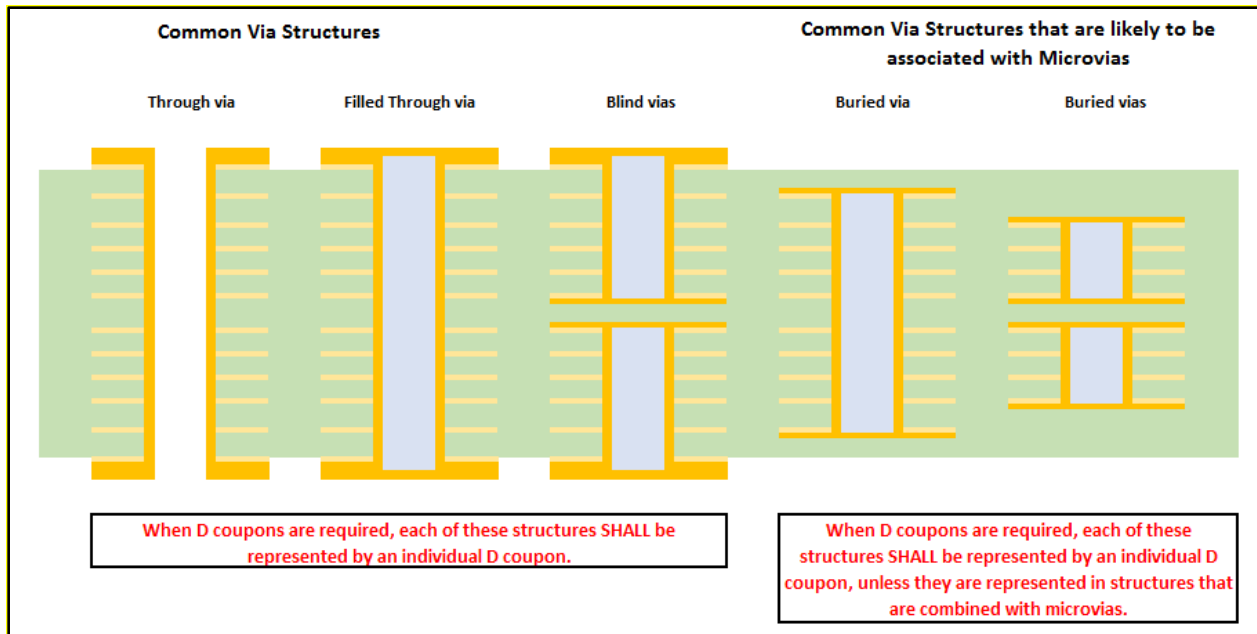 Common Via Structures
Common Via Structures that are likely to be
associated with Microvias
Through via
Filled Through via
Blind vias
Buried via
Buried vias
When D coupons are required, each of these structures SHALL be
represented by an individual D coupon.
When D coupons are required, each of these
structures SHALL be represented by an individual D
coupon, unless they are represented in structures that
are combined with microvias.